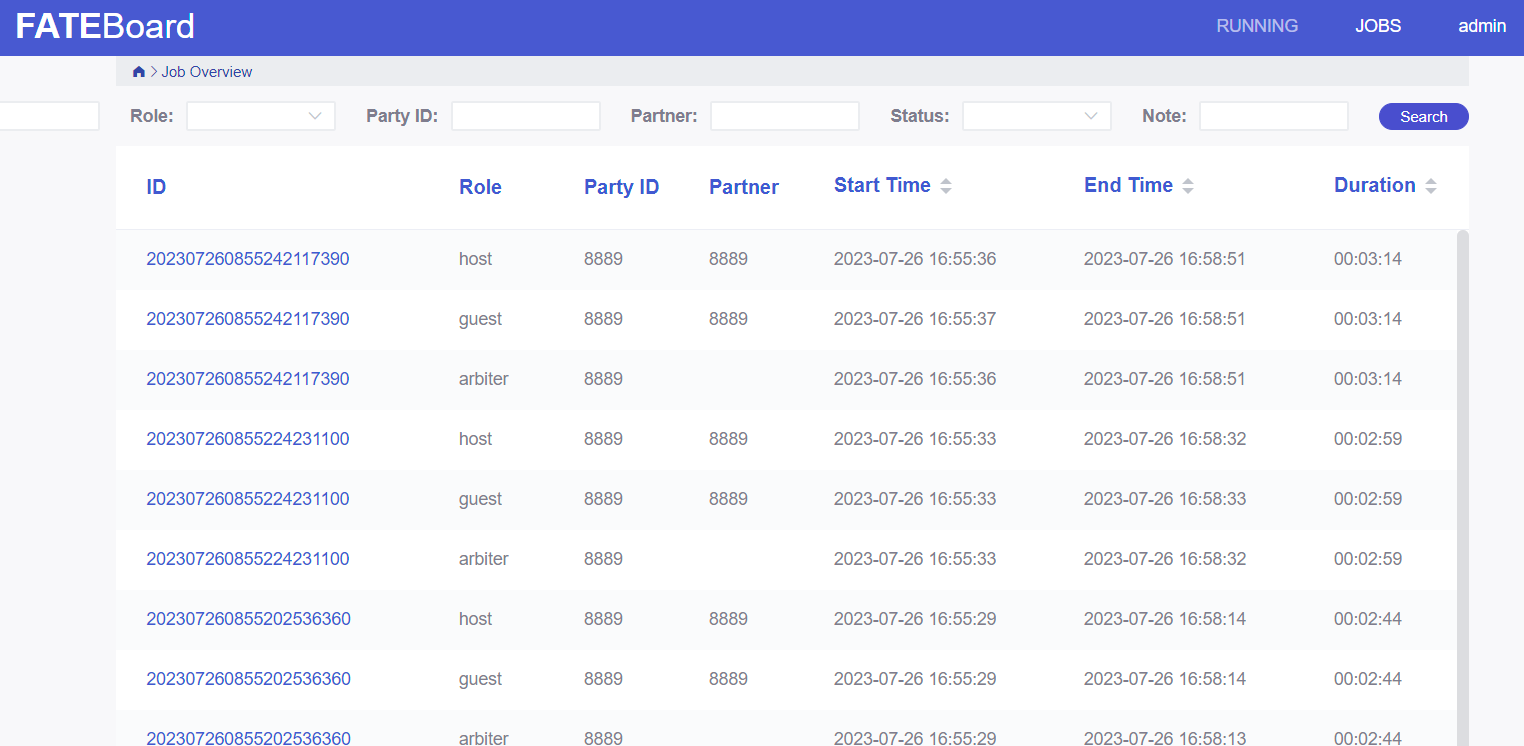 FATEBoard RUNNING JOBS admin
Job Overview
Role: Party ID: Partner: Status: Note: Search
ID Role Party ID Partner Start Time End Time Duration
202307260855242117390 host 8889 8889 2023-07-26 16:55:36 2023-07-26 16:58:51 00:03:14
202307260855242117390 guest 8889 8889 2023-07-26 16:55:37 2023-07-26 16:58:51 00:03:14
202307260855242117390 arbiter 8889 2023-07-26 16:55:36 2023-07-26 16:58:51 00:03:14
202307260855224231100 host 8889 8889 2023-07-26 16:55:33 2023-07-26 16:58:32 00:02:59
202307260855224231100 guest 8889 8889 2023-07-26 16:55:33 2023-07-26 16:58:33 00:02:59
202307260855224231100 arbiter 8889 2023-07-26 16:55:33 2023-07-26 16:58:32 00:02:59
202307260855202536360 host 8889 8889 2023-07-26 16:55:29 2023-07-26 16:58:14 00:02:44
202307260855202536360 guest 8889 8889 2023-07-26 16:55:29 2023-07-26 16:58:14 00:02:44
202307260855202536360 arbiter 8889 2023-07-26 16:55:29 2023-07-26 16:58:13 00:02:44